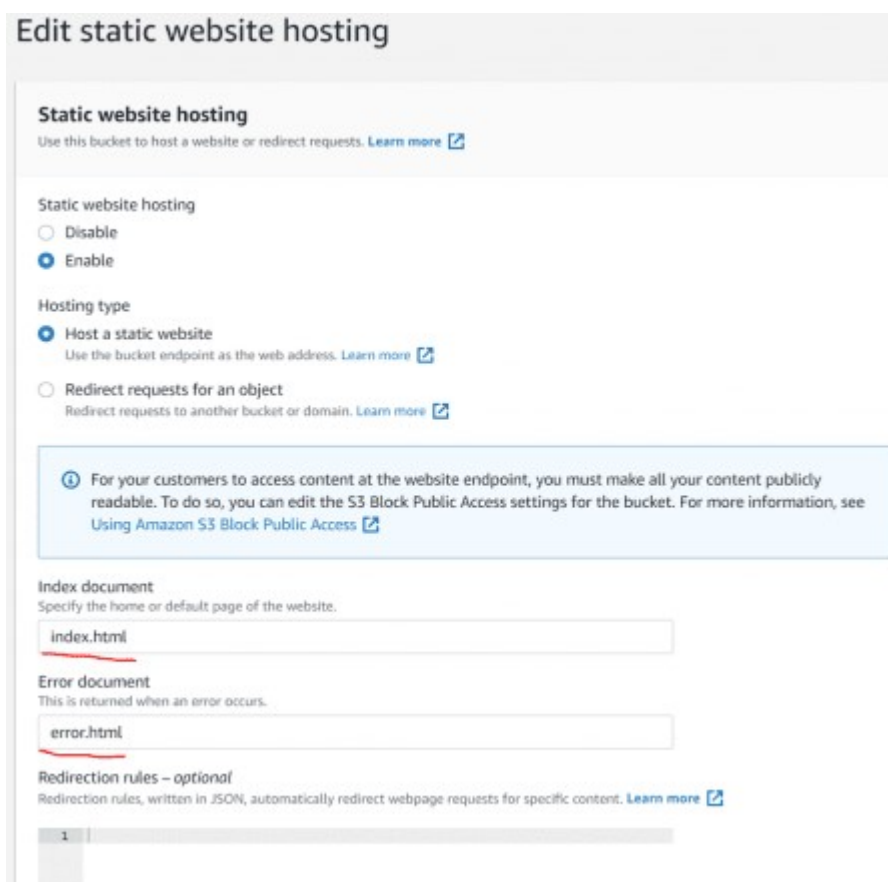 Edit static website hosting
Static website hosting
Use this bucket to host a website or redirect requests. Learn more
Static website hosting
Disable
Enable
Hosting type
Host a static website
Use the bucket endpoint as the web address. Learn more
Redirect requests for an object
Redirect requests to another bucket or domain. Learn more
For your customers to access content at the website endpoint, you must make all your content publicly
readable. To do so, you can edit the S3 Block Public Access settings for the bucket. For more information, see
Using Amazon S3 Block Public Access
Index document
Specify the home or default page of the website.
index.html
Error document
This is returned when an error occurs.
error.html
Redirection rules – optional
Redirection rules, written in JSON, automatically redirect webpage requests for specific content. Learn more
1